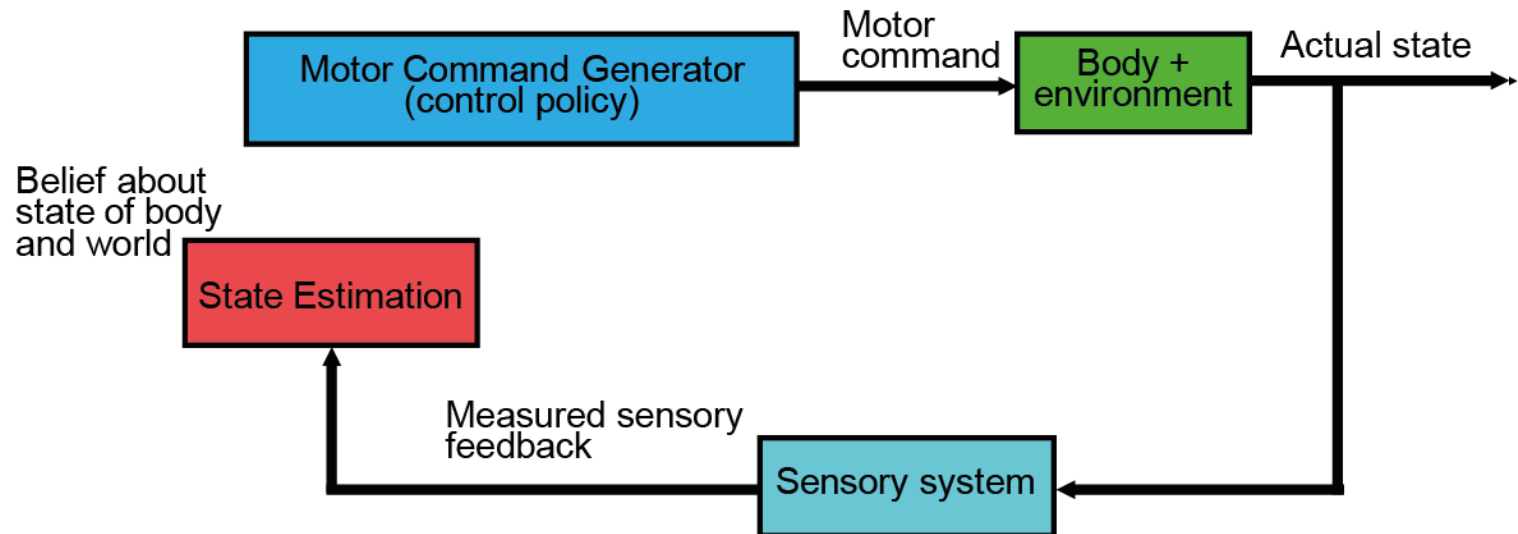 Motor Command Generator
(control policy)
Motor
command
Body +
environment
Actual state
Belief about
state of body
and world
State Estimation
Measured sensory
feedback
Sensory system